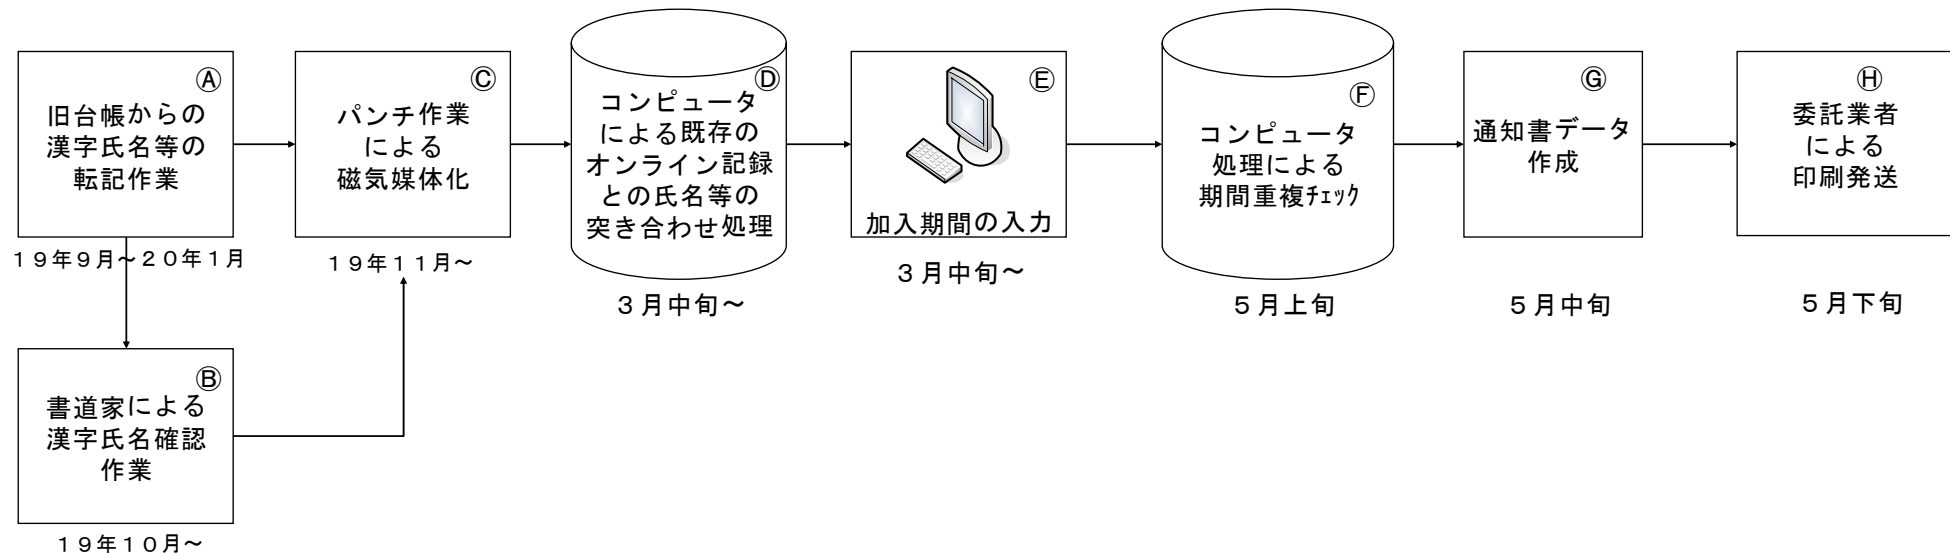 Ⓐ
旧台帳からの
漢字氏名等の
転記作業
１９年９月～２０年１月
Ⓑ
書道家による
漢字氏名確認
作業
１９年１０月～
Ⓒ
パンチ作業
による
磁気媒体化
１９年１１月～
Ⓓ
コンピュータ
による既存の
オンライン記録
との氏名等の
突き合わせ処理
３月中旬～
Ⓔ
加入期間の入力
３月中旬～
Ⓕ
コンピュータ
処理による
期間重複ﾁｪｯｸ
５月上旬
Ⓖ
通知書データ
作成
５月中旬
Ⓗ
委託業者
による
印刷発送
５月下旬